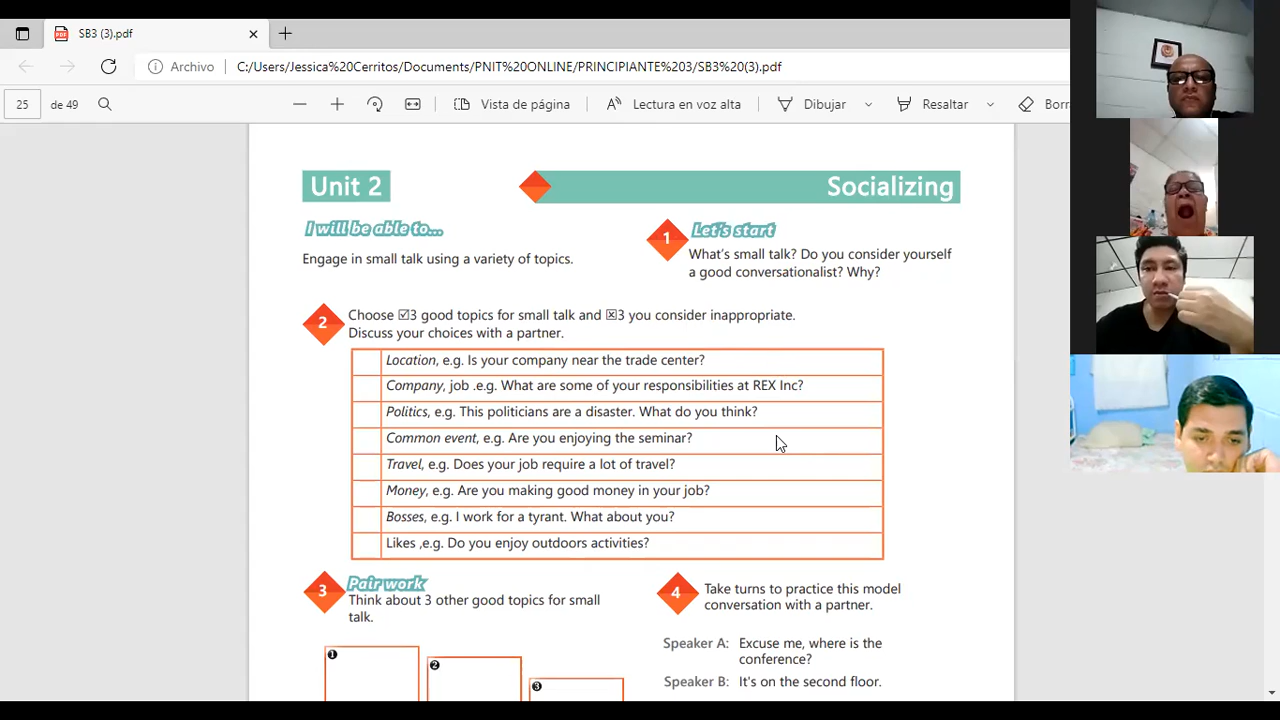 SB3 (3).pdf
Archivo
C:/Users/Jessica%20Cerritos/Documents/PNIT%20ONLINE/PRINCIPIANTE%203/SB3%20(3).pdf
25
de 49
Vista de página
Lectura en voz alta
Dibujar
Resaltar
Borr
Unit 2
Socializing
I will be able to...
Engage in small talk using a variety of topics.
1
Let's start
What's small talk? Do you consider yourself
a good conversationalist? Why?
2
Choose ☑3 good topics for small talk and ☒3 you consider inappropriate.
Discuss your choices with a partner.
Location, e.g. Is your company near the trade center?
Company, job .e.g. What are some of your responsibilities at REX Inc?
Politics, e.g. This politicians are a disaster. What do you think?
Common event, e.g. Are you enjoying the seminar?
Travel, e.g. Does your job require a lot of travel?
Money, e.g. Are you making good money in your job?
Bosses, e.g. I work for a tyrant. What about you?
Likes ,e.g. Do you enjoy outdoors activities?
3
Pair work
Think about 3 other good topics for small
talk.
❶
❷
❸
4
Take turns to practice this model
conversation with a partner.
Speaker A: Excuse me, where is the
conference?
Speaker B: It's on the second floor.